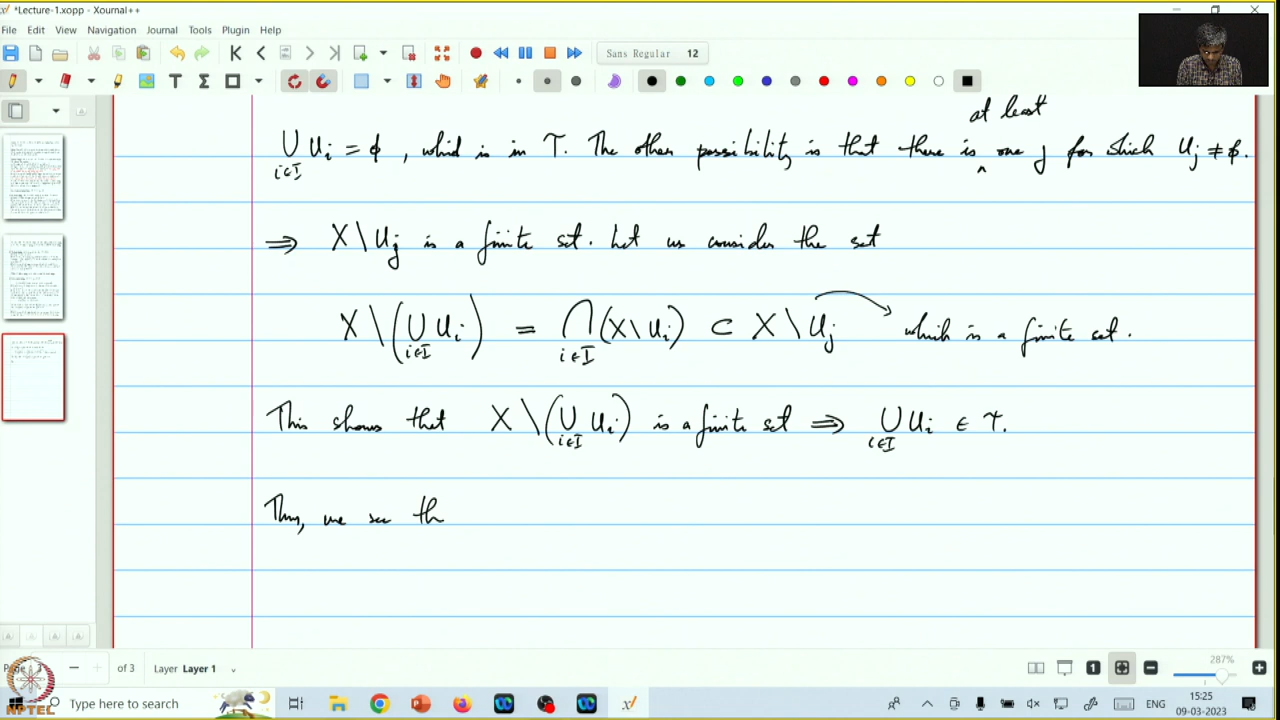 *Lecture-1.xopp - Xournal++
File Edit View Navigation Journal Tools Plugin Help
Sans Regular 12
at least
⋃_{i∈I} U_i = ϕ , which is in τ. The other possibility is that there is ^ one j for which U_j ≠ ϕ.
⇒ X \ U_j is a finite set. Let us consider the set
X \ (⋃_{i∈I} U_i) = ⋂_{i∈I} (X \ U_i) ⊂ X \ U_j which is a finite set.
This shows that X \ (⋃_{i∈I} U_i) is a finite set ⇒ ⋃_{i∈I} U_i ∈ τ.
Thus, we see th
of 3 Layer Layer 1 287%
NPTEL
Type here to search
ENG
15:25
09-03-2023